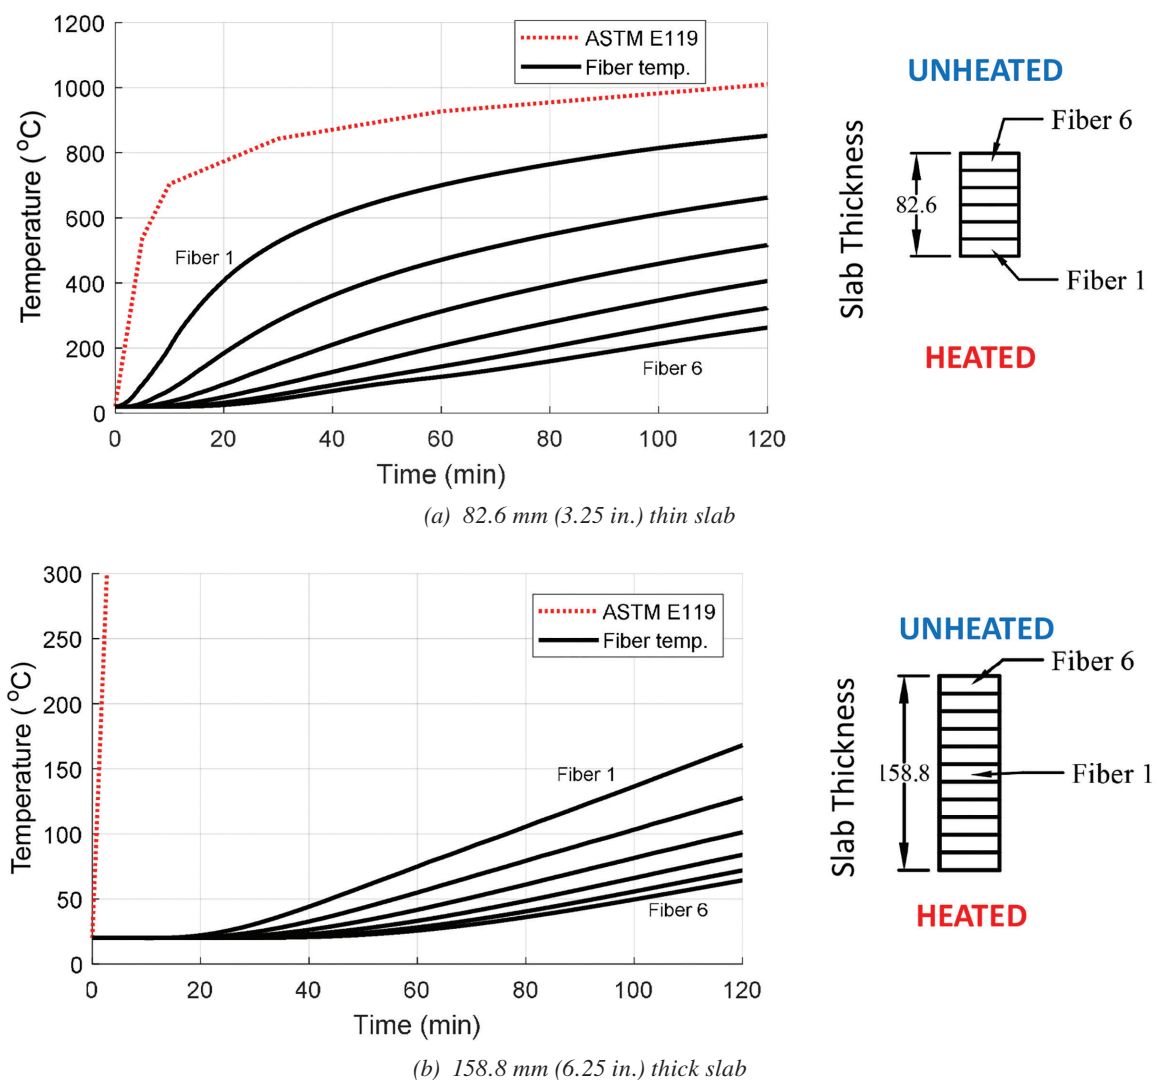 1200
1000
800
600
400
200
0
Temperature ( °C)
ASTM E119
Fiber temp.
Fiber 1
Fiber 6
0 20 40 60 80 100 120
Time (min)
UNHEATED
Slab Thickness
82.6
Fiber 6
Fiber 1
HEATED
(a) 82.6 mm (3.25 in.) thin slab
300
250
200
150
100
50
0
Temperature ( °C)
ASTM E119
Fiber temp.
Fiber 1
Fiber 6
0 20 40 60 80 100 120
Time (min)
UNHEATED
Slab Thickness
158.8
Fiber 6
Fiber 1
HEATED
(b) 158.8 mm (6.25 in.) thick slab